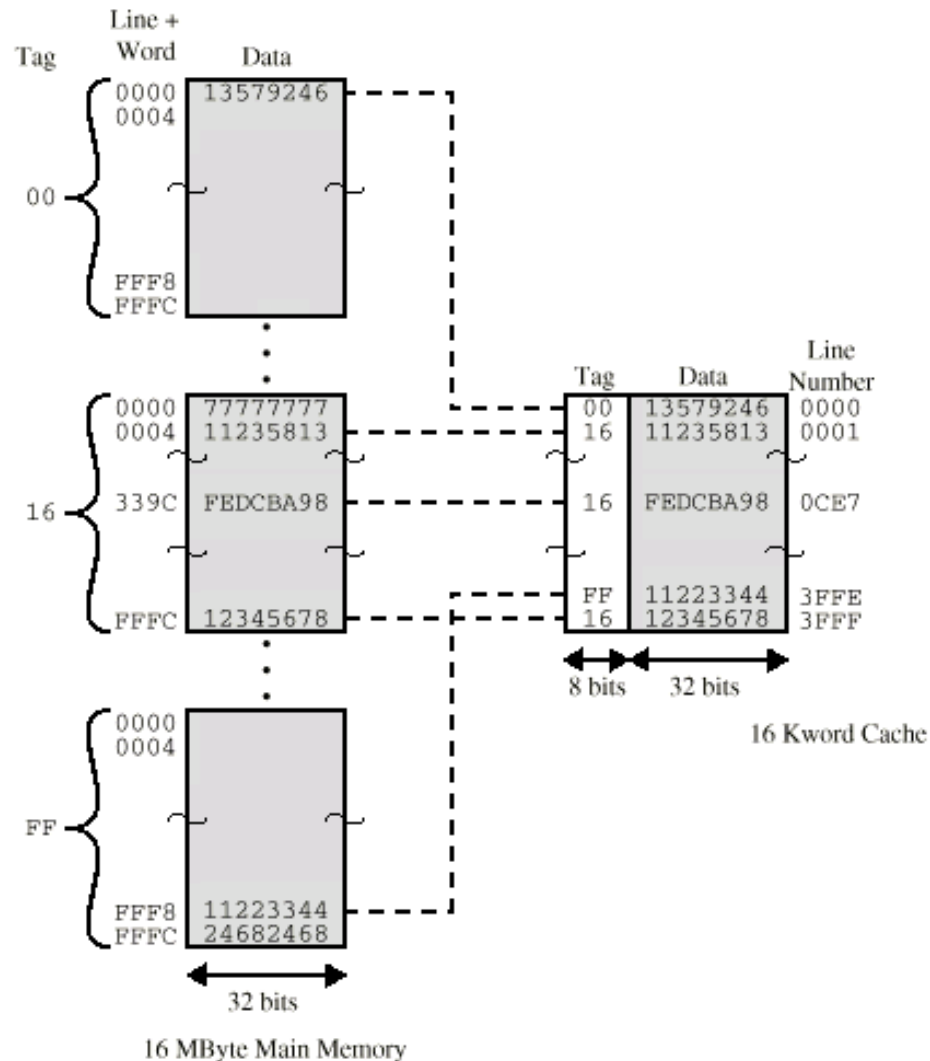 Line +
Tag Word Data
0000 13579246
0004
00
FFF8
FFFC
0000 77777777
0004 11235813
16 339C FEDCBA98
FFFC 12345678
0000
0004
FF
FFF8 11223344
FFFC 24682468
32 bits
16 MByte Main Memory
Line
Tag Data Number
00 13579246 0000
16 11235813 0001
16 FEDCBA98 0CE7
FF 11223344 3FFE
16 12345678 3FFF
8 bits 32 bits
16 Kword Cache